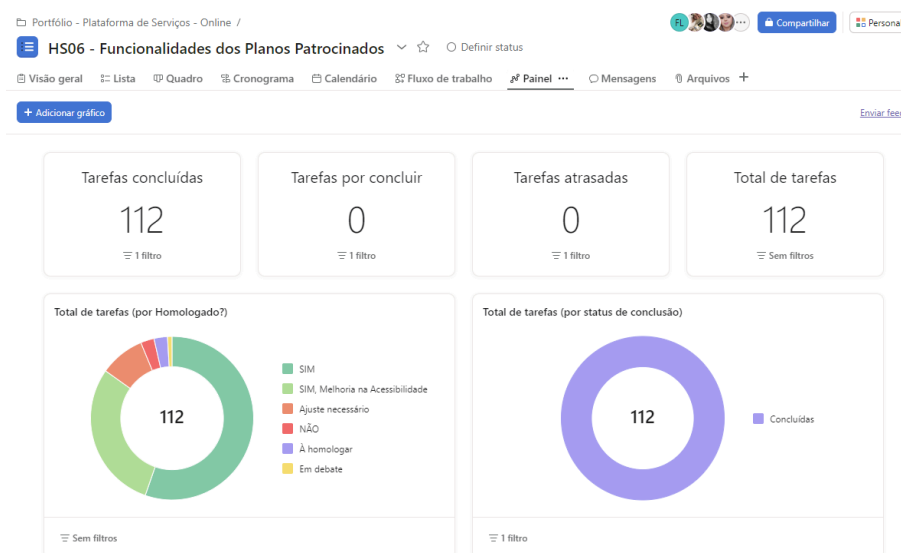 Portfólio - Plataforma de Serviços - Online /
HS06 - Funcionalidades dos Planos Patrocinados
Definir status
FL
Compartilhar
Visão geral
Lista
Quadro
Cronograma
Calendário
Fluxo de trabalho
Painel
Mensagens
Arquivos
+ Adicionar gráfico
Enviar
Tarefas concluídas
112
1 filtro
Tarefas por concluir
0
1 filtro
Tarefas atrasadas
0
1 filtro
Total de tarefas
112
Sem filtros
Total de tarefas (por Homologado?)
112
SIM
SIM, Melhoria na Acessibilidade
Ajuste necessário
NÃO
À homologar
Em debate
Sem filtros
Total de tarefas (por status de conclusão)
112
Concluídas
1 filtro